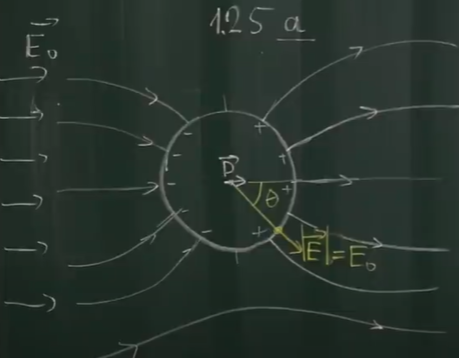 1.25 a
E₀
P
θ
|E| = E₀